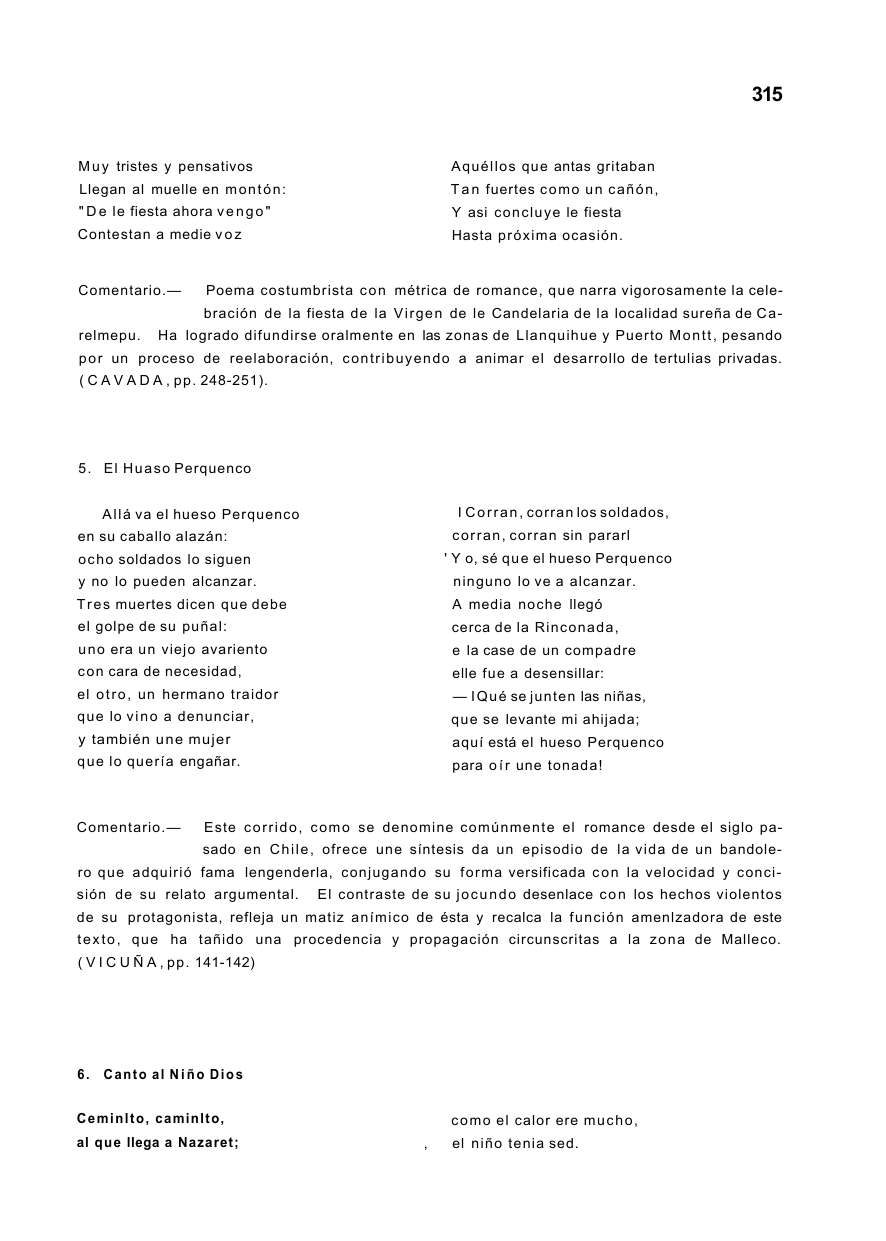 315
Muy tristes y pensativos
Llegan al muelle en montón:
"De le fiesta ahora vengo"
Contestan a medie voz
Aquéllos que antas gritaban
Tan fuertes como un cañón,
Y asi concluye le fiesta
Hasta próxima ocasión.
Comentario.— Poema costumbrista con métrica de romance, que narra vigorosamente la cele-
bración de la fiesta de la Virgen de le Candelaria de la localidad sureña de Ca-
relmepu. Ha logrado difundirse oralmente en las zonas de Llanquihue y Puerto Montt, pesando
por un proceso de reelaboración, contribuyendo a animar el desarrollo de tertulias privadas.
(CAVADA, pp. 248-251).
5. El Huaso Perquenco
Allá va el hueso Perquenco
en su caballo alazán:
ocho soldados lo siguen
y no lo pueden alcanzar.
Tres muertes dicen que debe
el golpe de su puñal:
uno era un viejo avariento
con cara de necesidad,
el otro, un hermano traidor
que lo vino a denunciar,
y también une mujer
que lo quería engañar.
I Corran, corran los soldados,
corran, corran sin pararl
' Y o, sé que el hueso Perquenco
ninguno lo ve a alcanzar.
A media noche llegó
cerca de la Rinconada,
e la case de un compadre
elle fue a desensillar:
— IQué se junten las niñas,
que se levante mi ahijada;
aquí está el hueso Perquenco
para oír une tonada!
Comentario.— Este corrido, como se denomine comúnmente el romance desde el siglo pa-
sado en Chile, ofrece une síntesis da un episodio de la vida de un bandole-
ro que adquirió fama lengenderla, conjugando su forma versificada con la velocidad y conci-
sión de su relato argumental. El contraste de su jocundo desenlace con los hechos violentos
de su protagonista, refleja un matiz anímico de ésta y recalca la función amenlzadora de este
texto, que ha tañido una procedencia y propagación circunscritas a la zona de Malleco.
(VICUÑA, pp. 141-142)
6. Canto al Niño Dios
Ceminlto, caminlto,
al que llega a Nazaret;
como el calor ere mucho,
, el niño tenia sed.